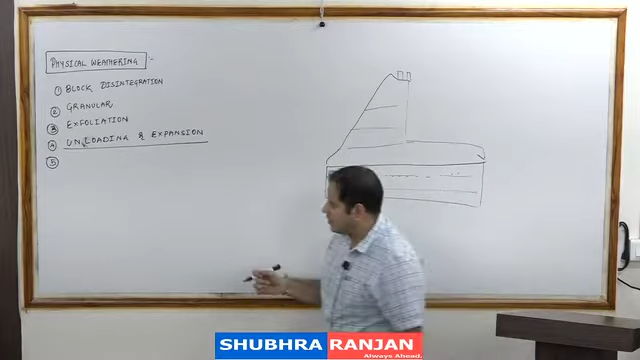 PHYSICAL WEATHERING :-
① BLOCK DISINTEGRATION
② GRANULAR
③ EXFOLIATION
④ UNLOADING & EXPANSION
⑤
SHUBHRA RANJAN
Always Ahead.